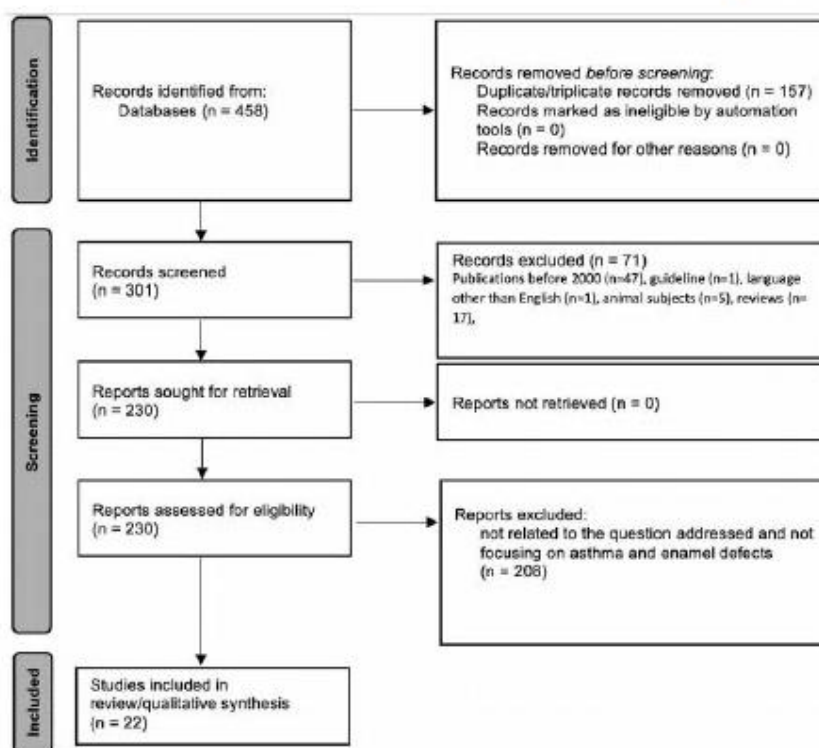 Identification
Records identified from:
Databases (n = 458)
Records removed before screening:
Duplicate/triplicate records removed (n = 157)
Records marked as ineligible by automation
tools (n = 0)
Records removed for other reasons (n = 0)
Screening
Records screened
(n = 301)
Records excluded (n = 71)
Publications before 2000 (n=47), guideline (n=1), language
other than English (n=1), animal subjects (n=5), reviews (n=
17),
Reports sought for retrieval
(n = 230)
Reports not retrieved (n = 0)
Reports assessed for eligibility
(n = 230)
Reports excluded:
not related to the question addressed and not
focusing on asthma and enamel defects
(n = 208)
Included
Studies included in
review/qualitative synthesis
(n = 22)